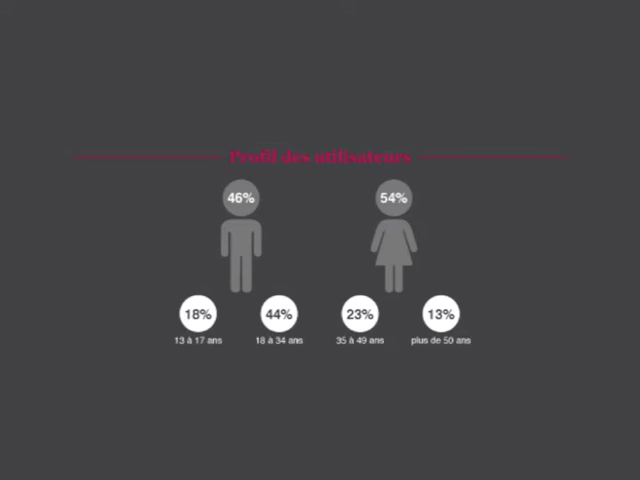 Profil des utilisateurs
46% 54%
18% 44% 23% 13%
13 à 17 ans 18 à 34 ans 35 à 49 ans plus de 50 ans